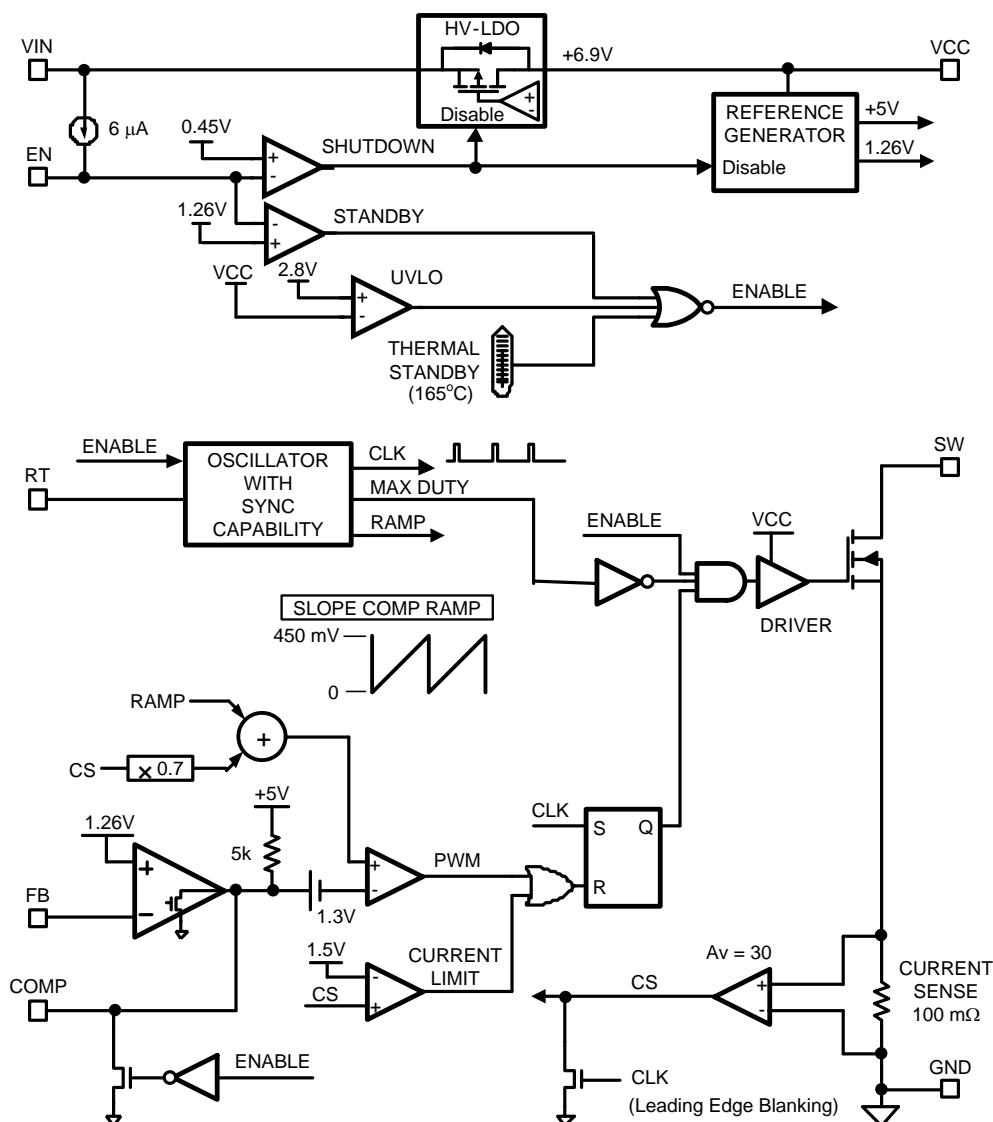 HV-LDO
VIN
+6.9V
VCC
+
-
Disable
6 μA
EN
0.45V
+
-
SHUTDOWN
REFERENCE
GENERATOR
Disable
+5V
1.26V
1.26V
-
+
STANDBY
VCC
2.8V
+
-
UVLO
ENABLE
THERMAL
STANDBY
(165°C)
ENABLE
RT
OSCILLATOR
WITH
SYNC
CAPABILITY
CLK
MAX DUTY
RAMP
SW
ENABLE
VCC
DRIVER
SLOPE COMP RAMP
450 mV
0
RAMP
+
CS
× 0.7
+5V
5k
1.26V
+
-
FB
1.3V
+
-
PWM
CLK
S
Q
R
1.5V
CS
-
+
CURRENT
LIMIT
COMP
ENABLE
CS
Av = 30
+
-
CURRENT
SENSE
100 mΩ
CLK
(Leading Edge Blanking)
GND